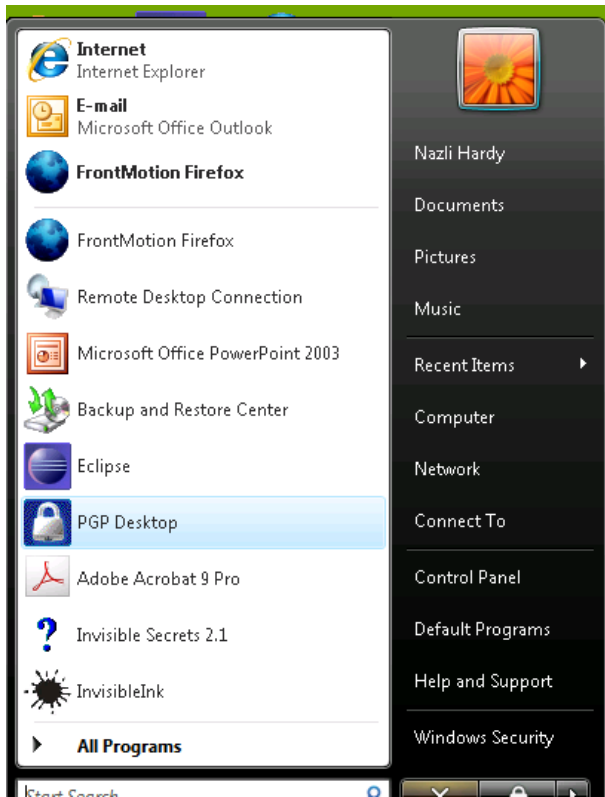 Internet
Internet Explorer
E-mail
Microsoft Office Outlook
FrontMotion Firefox
FrontMotion Firefox
Remote Desktop Connection
Microsoft Office PowerPoint 2003
Backup and Restore Center
Eclipse
PGP Desktop
Adobe Acrobat 9 Pro
Invisible Secrets 2.1
InvisibleInk
All Programs
Start Search
Nazli Hardy
Documents
Pictures
Music
Recent Items
Computer
Network
Connect To
Control Panel
Default Programs
Help and Support
Windows Security